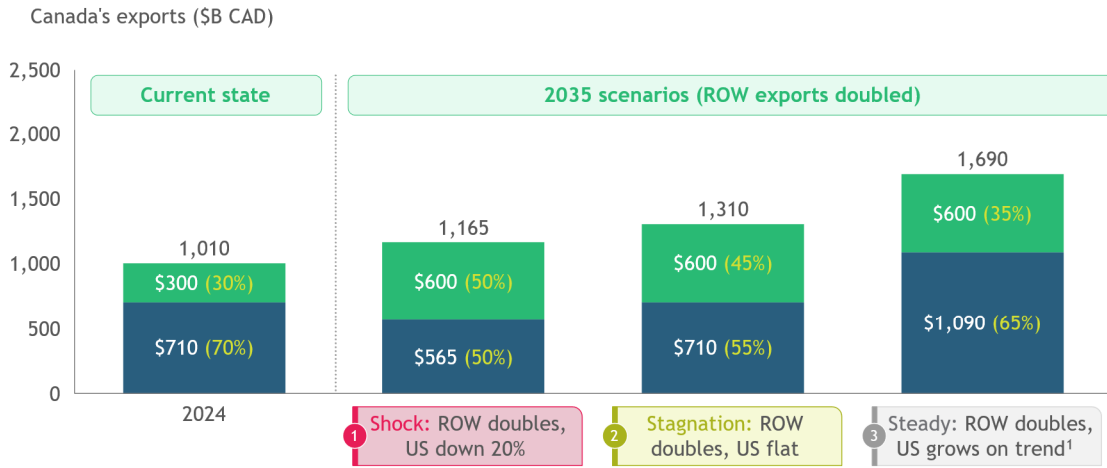 Canada's exports ($B CAD)
2,500
2,000
1,500
1,000
500
0
Current state
2035 scenarios (ROW exports doubled)
1,010
$300 (30%)
$710 (70%)
2024
1,165
$600 (50%)
$565 (50%)
1
Shock: ROW doubles,
US down 20%
1,310
$600 (45%)
$710 (55%)
2
Stagnation: ROW
doubles, US flat
1,690
$600 (35%)
$1,090 (65%)
3
Steady: ROW doubles,
US grows on trend¹